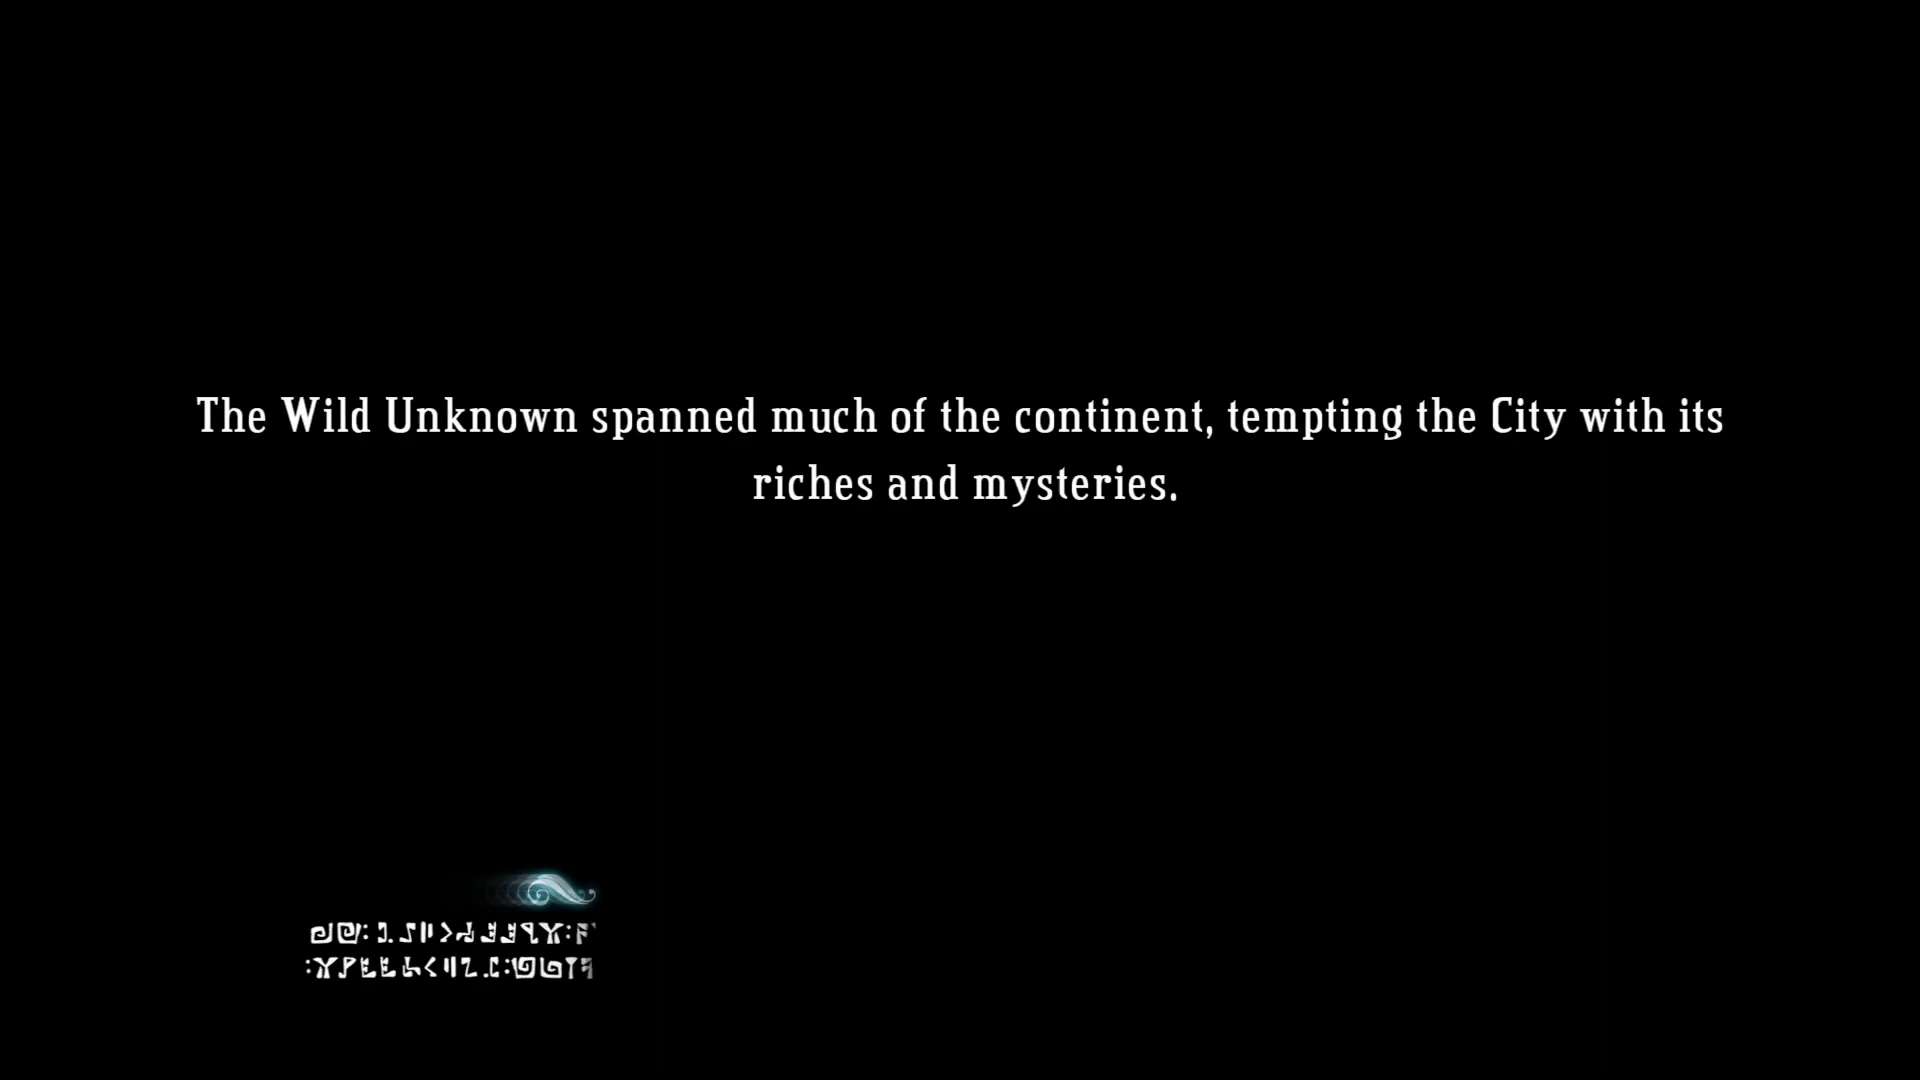 The Wild Unknown spanned much of the continent, tempting the City with its
riches and mysteries.